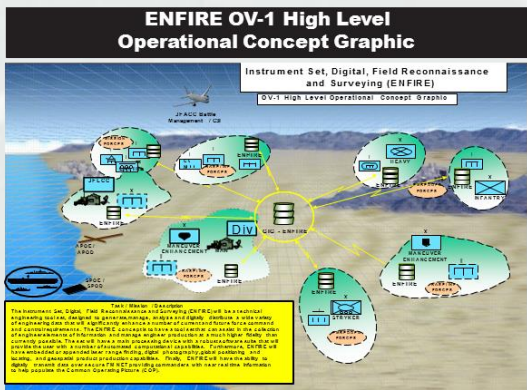 ENFIRE OV-1 High Level
Operational Concept Graphic
Instrument Set, Digital, Field Reconnaissance
and Surveying (ENFIRE)
OV-1 High Level Operational Concept Graphic
JFACC Battle
Management / C2
ENFIRE
HEAVY
ENFIRE
ENFIRE
INFANTRY
JFLCC
ENFIRE
APOE/
APOD
Div
CIC - ENFIRE
MANEUVER
ENHANCEMENT
ENFIRE
MANEUVER
ENHANCEMENT
ENFIRE
SPOE /
SPOD
ENFIRE
STRYKER
Task / Mission / Description
The Instrument Set, Digital, Field Reconnaissance and Surveying (ENFIRE) will be a technical
engineering tool set, designed to generate, manage, analyze and digitally distribute a wide variety
of engineering data that will significantly enhance a number of current and future force command
and control requirements. The ENFIRE concept is to have a tool set that can assist in the collection
of engineer elements of information and manage engineer production at a much higher fidelity than
currently possible. The set will have a main processing device with a robust software suite that will
provide the user with a number of automated computational capabilities. Furthermore, ENFIRE will
have embedded or appended laser range finding, digital photography, global positioning and
locating, and geospatial product production capabilities. Finally, ENFIRE will have the ability to
digitally transmit data over secure FM NET providing commanders with near real time information
to help populate the Common Operating Picture (COP).